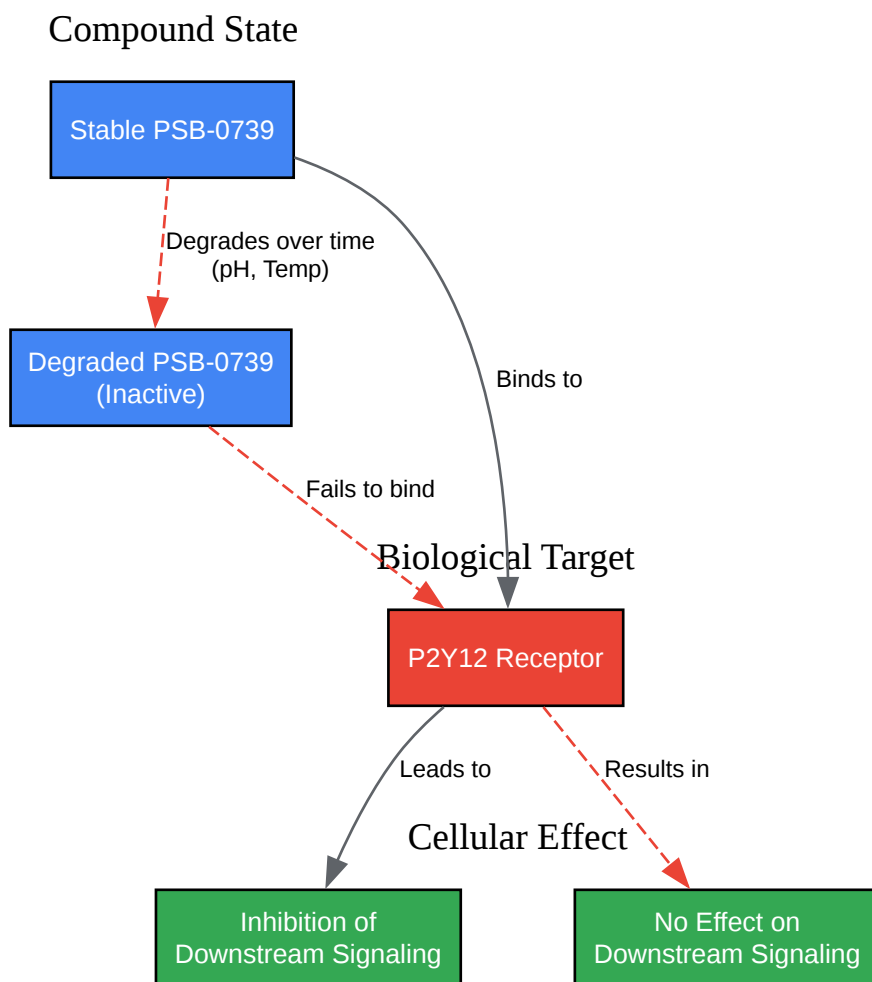 Compound State
Stable PSB-0739
Degrades over time
(pH, Temp)
Degraded PSB-0739
(Inactive)
Binds to
Fails to bind
Biological Target
P2Y12 Receptor
Leads to
Results in
Cellular Effect
Inhibition of
Downstream Signaling
No Effect on
Downstream Signaling